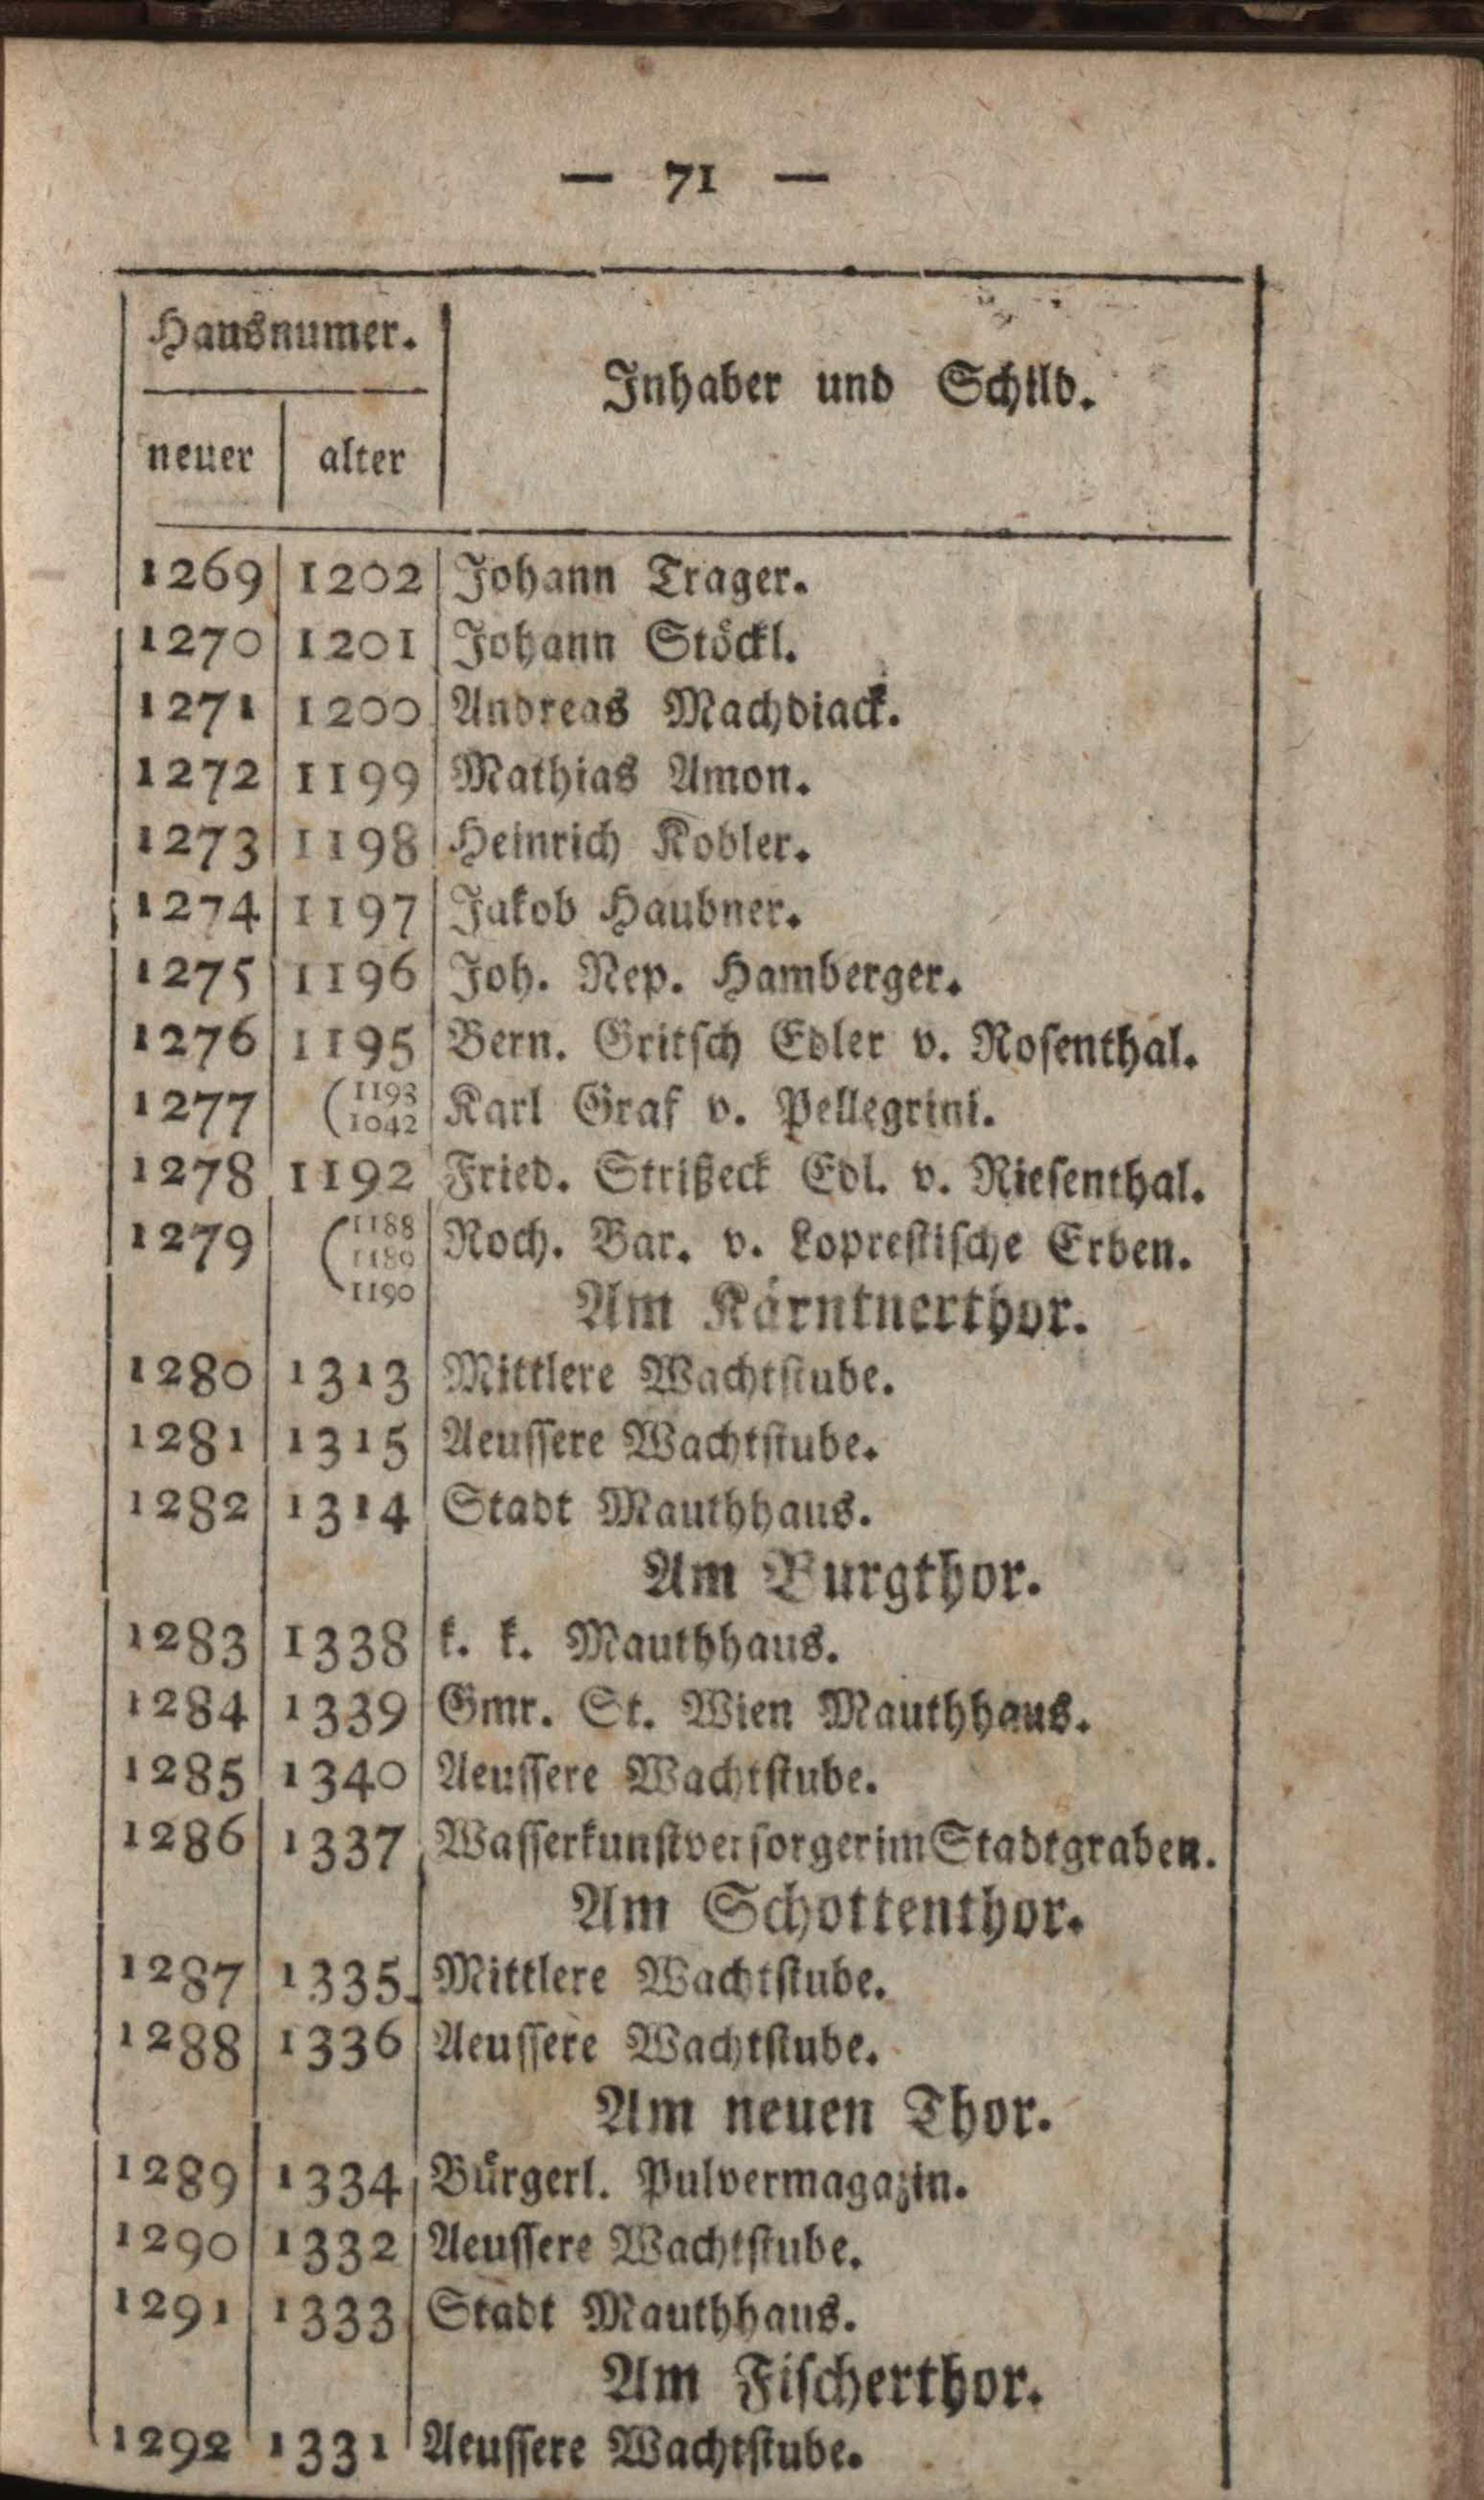 — 71 —
Hausnumer.
Inhaber und Schild.
neuer alter
1269 1202 Johann Trager.
1270 1201 Johann Stöckl.
1271 1200 Andreas Machdiack.
1272 1199 Mathias Amon.
1273 1198 Heinrich Kobler.
1274 1197 Jakob Haubner.
1275 1196 Joh. Nep. Hamberger.
1276 1195 Bern. Gritsch Edler v. Rosenthal.
1277 (1193 1042 Karl Graf v. Pellegrini.
1278 1192 Fried. Strißeck Edl. v. Riesenthal.
1279 (1188 1189 1190 Roch. Bar. v. Loprestische Erben.
Am Kärntnerthor.
1280 1313 Mittlere Wachtstube.
1281 1315 Aeussere Wachtstube.
1282 1314 Stadt Mauthhaus.
Am Burgthor.
1283 1338 k. k. Mauthhaus.
1284 1339 Gmr. St. Wien Mauthhaus.
1285 1340 Aeussere Wachtstube.
1286 1337 Wasserkunstversorger im Stadtgraben.
Am Schottenthor.
1287 1335 Mittlere Wachtstube.
1288 1336 Aeussere Wachtstube.
Am neuen Thor.
1289 1334 Bürgerl. Pulvermagazin.
1290 1332 Aeussere Wachtstube.
1291 1333 Stadt Mauthhaus.
Am Fischerthor.
1292 1331 Aeussere Wachtstube.